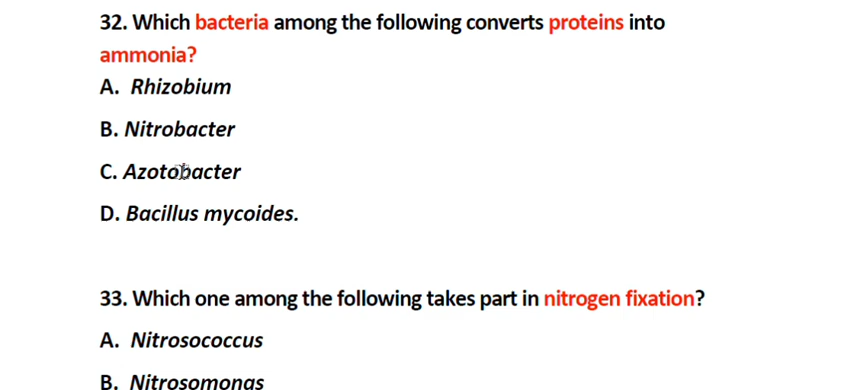 32. Which bacteria among the following converts proteins into
ammonia?
A. Rhizobium
B. Nitrobacter
C. Azotobacter
D. Bacillus mycoides.
33. Which one among the following takes part in nitrogen fixation?
A. Nitrosococcus
B. Nitrosomonas